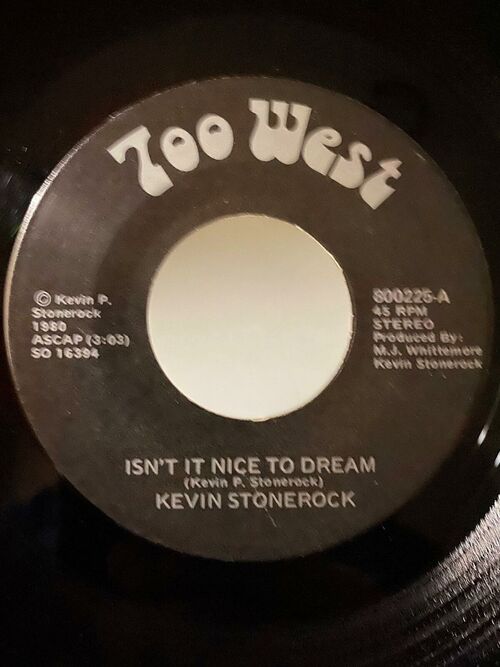 Too West
© Kevin P.
Stonerock
1980
ASCAP (3:03)
SO 16394
800225-A
45 RPM
STEREO
Produced By:
M.J. Whittemore
Kevin Stonerock
ISN'T IT NICE TO DREAM
(Kevin P. Stonerock)
KEVIN STONEROCK